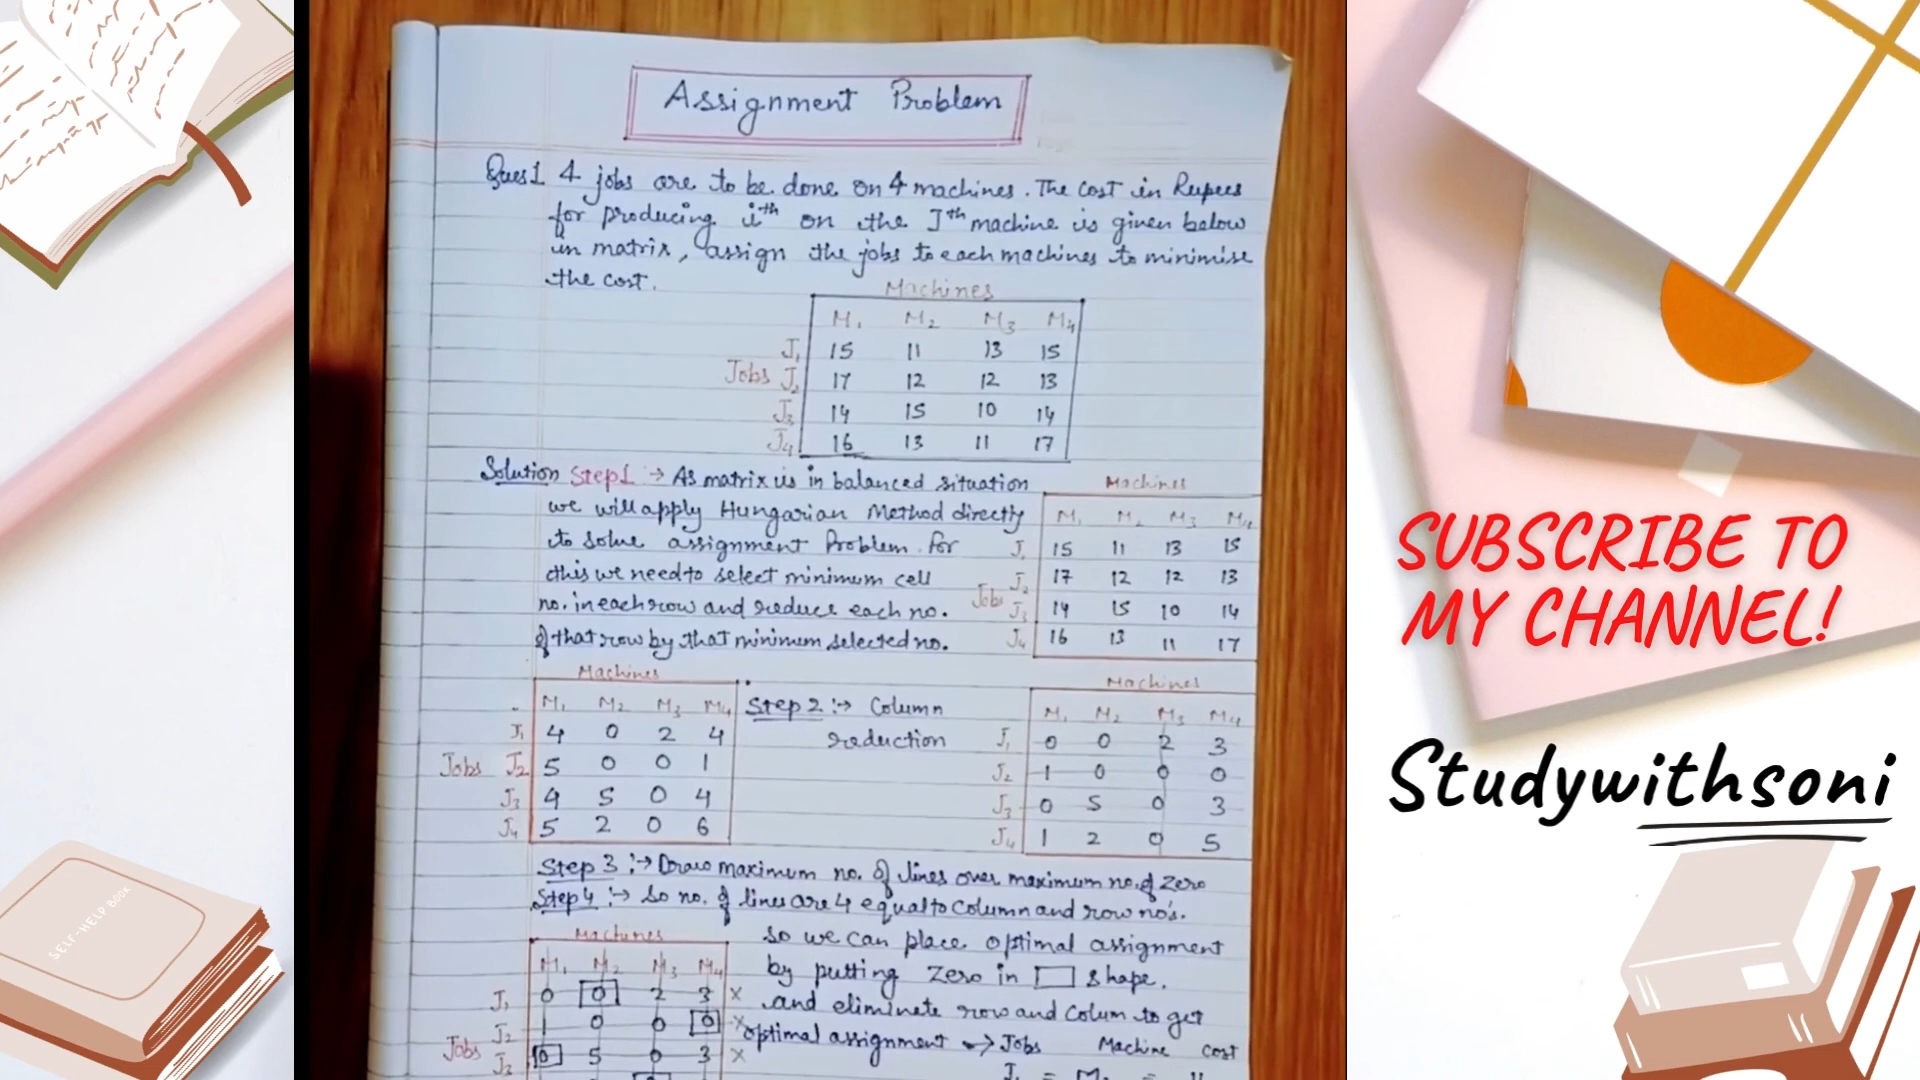 Assignment Problem
Ques1 4 jobs are to be done on 4 machines. The cost in Rupees
for producing ith on the Jth machine is given below
in matrix, assign the jobs to each machines to minimise
the cost.
Machines
M1 M2 M3 M4
J1 15 11 13 15
Jobs J2 17 12 12 13
J3 14 15 10 14
J4 16 13 11 17
Solution Step1 :→ As matrix is in balanced situation
we will apply Hungarian Method directly
to solve assignment Problem. for
this we need to select minimum cell
no. in each row and reduce each no.
of that row by that minimum selected no.
Machines
M1 M2 M3 M4
J1 15 11 13 15
J2 17 12 12 13
Jobs J3 14 15 10 14
J4 16 13 11 17
Machines
M1 M2 M3 M4
J1 4 0 2 4
Jobs J2 5 0 0 1
J3 4 5 0 4
J4 5 2 0 6
Step 2 :→ Column
reduction
Machines
M1 M2 M3 M4
J1 0 0 2 3
J2 1 0 0 0
J3 0 5 0 3
J4 1 2 0 5
Step 3 :→ Draw maximum no. of lines over maximum no. of zero
Step 4 :→ So no. of lines are 4 equal to Column and row no's.
so we can place optimal assignment
by putting zero in □ shape.
and eliminate row and Colum to get
optimal assignment → Jobs Machine cost
Machines
M1 M2 M3 M4
J1 0 0 2 3 x
J2 1 0 0 0 x
Jobs J3 0 5 0 3 x
SUBSCRIBE TO
MY CHANNEL!
Studywithsoni
SELF-HELP BOOK